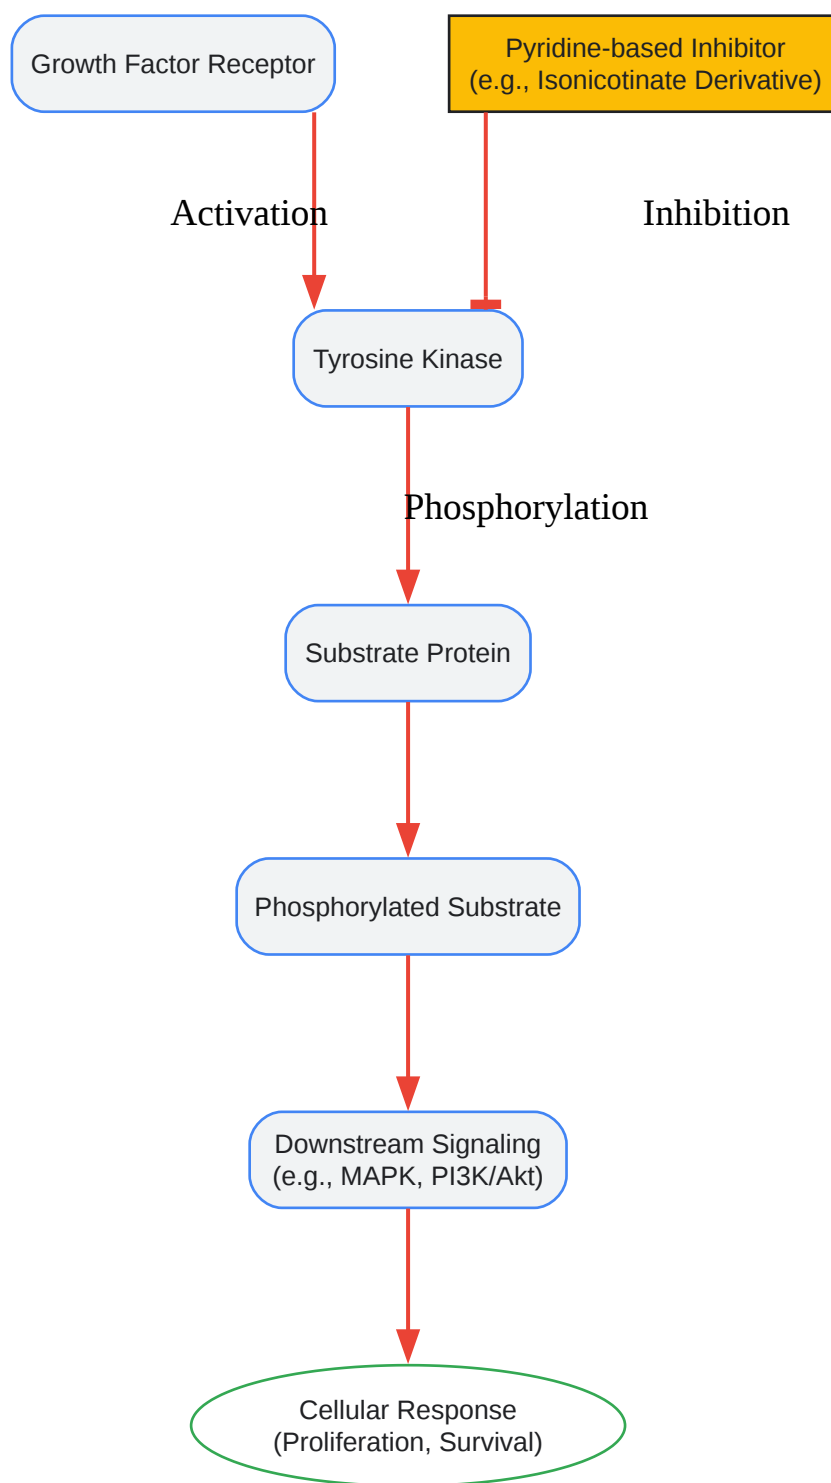 Growth Factor Receptor
Pyridine-based Inhibitor
(e.g., Isonicotinate Derivative)
Activation
Inhibition
Tyrosine Kinase
Phosphorylation
Substrate Protein
Phosphorylated Substrate
Downstream Signaling
(e.g., MAPK, PI3K/Akt)
Cellular Response
(Proliferation, Survival)